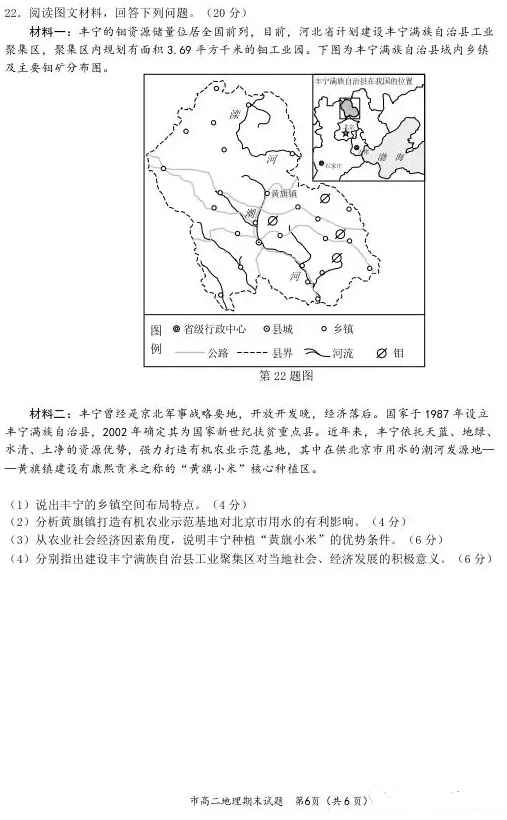 22．阅读图文材料，回答下列问题。（20 分）
材料一：丰宁的钼资源储量位居全国前列，目前，河北省计划建设丰宁满族自治县工业
聚集区，聚集区内规划有面积 3.69 平方千米的钼工业园。下图为丰宁满族自治县域内乡镇
及主要钼矿分布图。
丰宁满族自治县在我国的位置
北京
渤 海
石家庄
滦
河
黄旗镇
潮
河
图例
省级行政中心
县城
乡镇
公路
县界
河流
钼
第 22 题图
材料二：丰宁曾经是京北军事战略要地，开放开发晚，经济落后。国家于 1987 年设立
丰宁满族自治县，2002 年确定其为国家新世纪扶贫重点县。近年来，丰宁依托天蓝、地绿、
水清、土净的资源优势，强力打造有机农业示范基地，其中在供北京市用水的潮河发源地—
—黄旗镇建设有康熙贡米之称的“黄旗小米”核心种植区。
（1）说出丰宁的乡镇空间布局特点。（4 分）
（2）分析黄旗镇打造有机农业示范基地对北京市用水的有利影响。（4 分）
（3）从农业社会经济因素角度，说明丰宁种植“黄旗小米”的优势条件。（6 分）
（4）分别指出建设丰宁满族自治县工业聚集区对当地社会、经济发展的积极意义。（6 分）
市高二地理期末试题 第6页（共 6 页）